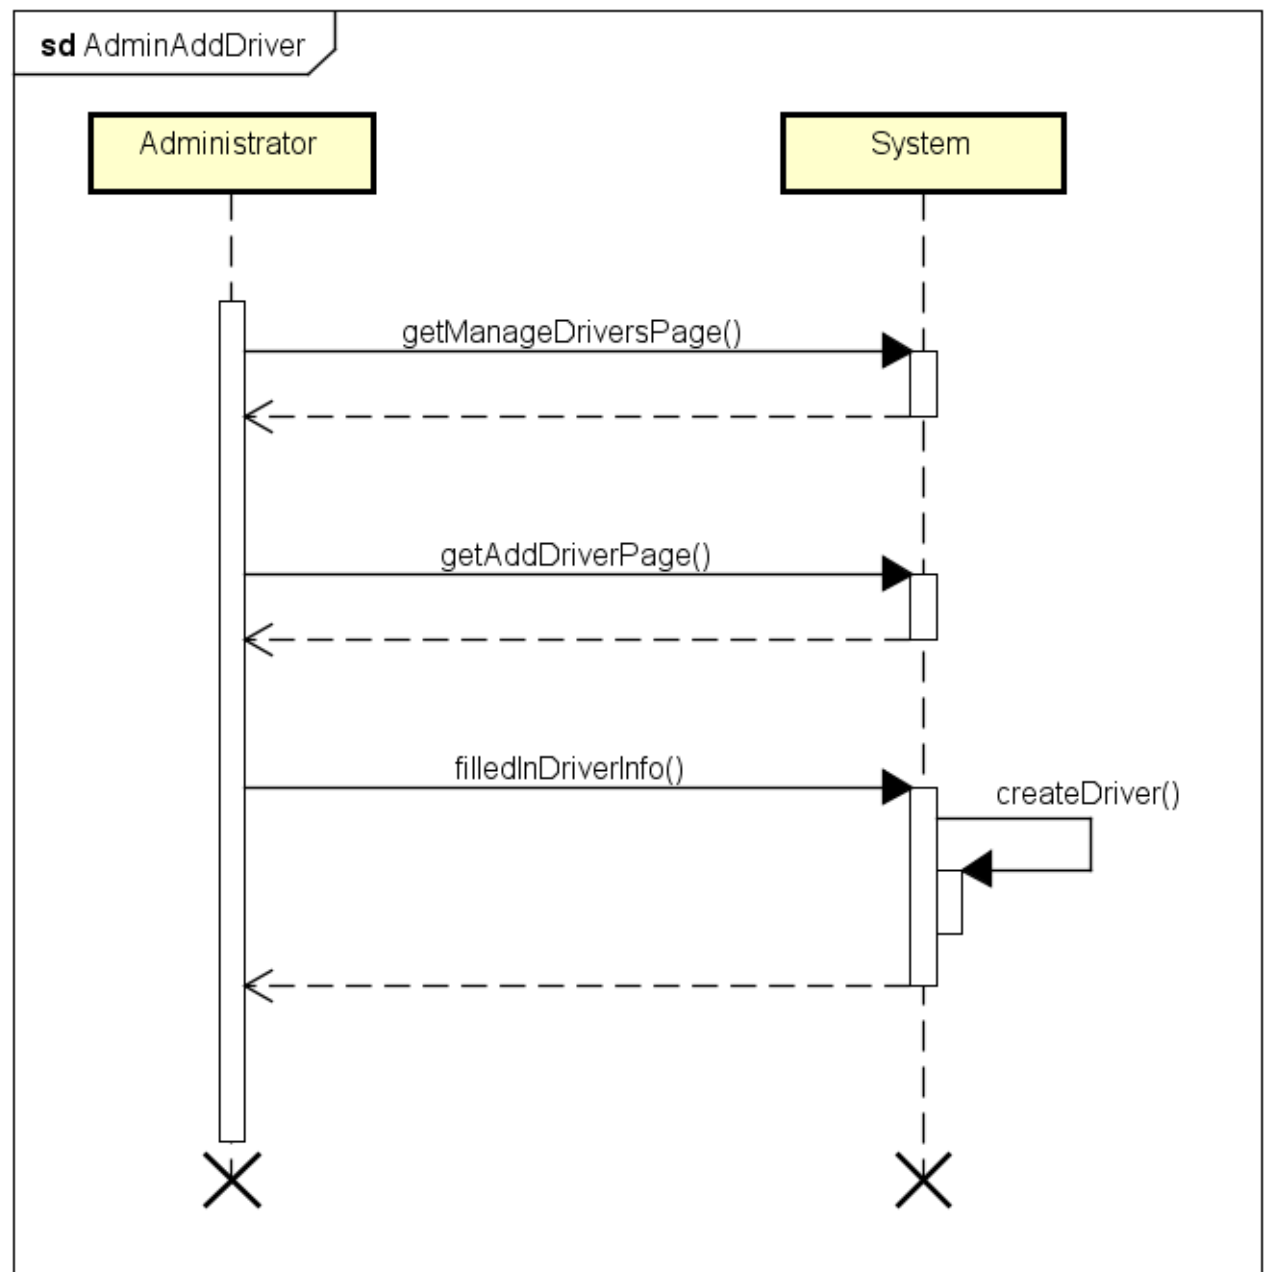 sd AdminAddDriver
Administrator
System
getManageDriversPage()
getAddDriverPage()
filledInDriverInfo()
createDriver()